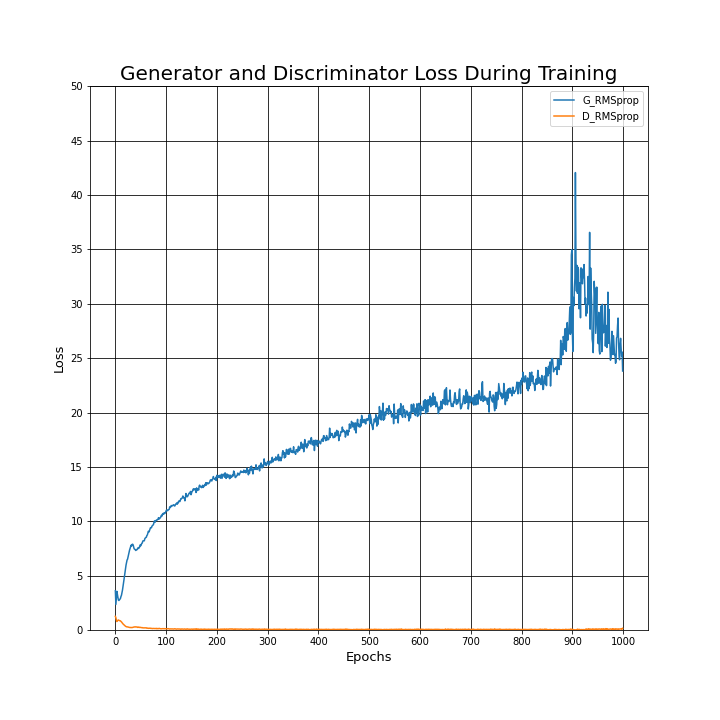 Generator and Discriminator Loss During Training
G_RMSprop
D_RMSprop
50
45
40
35
30
25
20
15
10
5
0
Loss
0 100 200 300 400 500 600 700 800 900 1000
Epochs